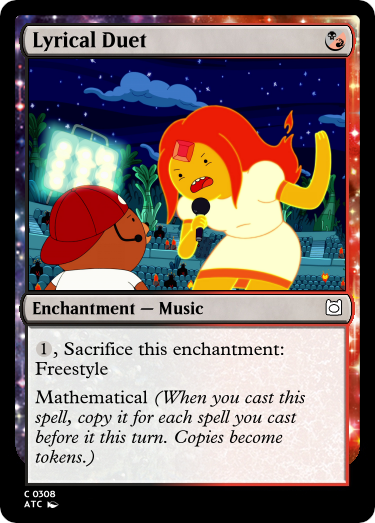 Lyrical Duet
Enchantment — Music
1, Sacrifice this enchantment:
Freestyle
Mathematical (When you cast this
spell, copy it for each spell you cast
before it this turn. Copies become
tokens.)
C 0308
ATC